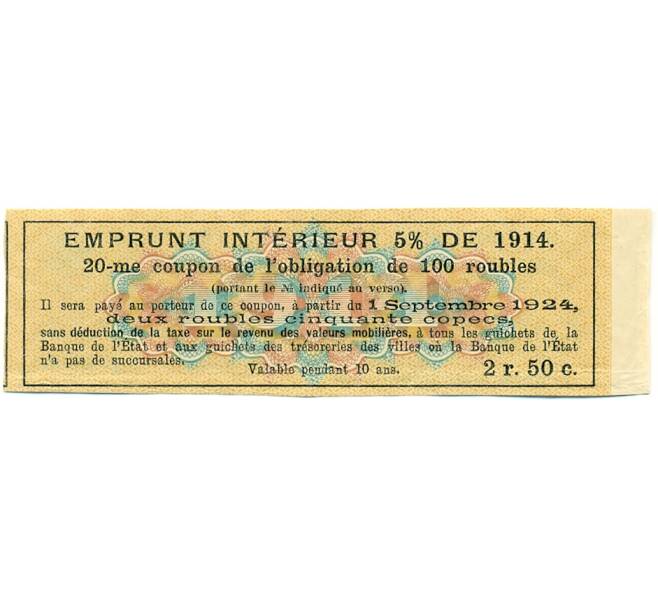 EMPRUNT INTÉRIEUR 5% DE 1914.
20-me coupon de l'obligation de 100 roubles
(portant le № indiqué au verso).
Il sera payé au porteur de ce coupon, à partir du 1 Septembre 1924,
deux roubles cinquante copecs,
sans déduction de la taxe sur le revenu des valeurs mobilières, à tous les guichets de la
Banque de l'État et aux guichets des trésoreries des villes où la Banque de l'État
n'a pas de succursales.
Valable pendant 10 ans.
2 r. 50 c.